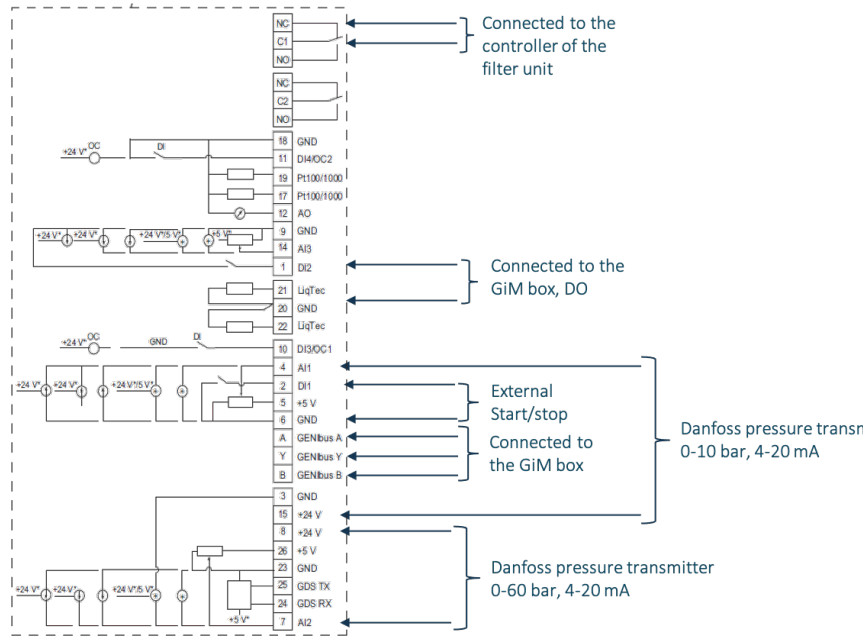 NC
C1
NO
Connected to the
controller of the
filter unit
NC
C2
NO
+24 V* OC
DI
18 GND
11 DI4/OC2
19 Pt100/1000
17 Pt100/1000
12 AO
9 GND
+24 V* +24 V* +24 V*/5 V* +5 V*
14 AI3
1 DI2
Connected to the
GiM box, DO
21 LiqTec
20 GND
22 LiqTec
+24 V* OC
GND
DI
10 DI3/OC1
4 AI1
+24 V* +24 V* +24 V*/5 V*
2 DI1
5 +5 V
6 GND
External
Start/stop
A GENIbus A
Y GENIbus Y
B GENIbus B
Connected to
the GiM box
Danfoss pressure transm
0-10 bar, 4-20 mA
3 GND
15 +24 V
8 +24 V
26 +5 V
23 GND
+24 V* +24 V* +24 V*/5 V*
25 GDS TX
24 GDS RX
+5 V*
7 AI2
Danfoss pressure transmitter
0-60 bar, 4-20 mA